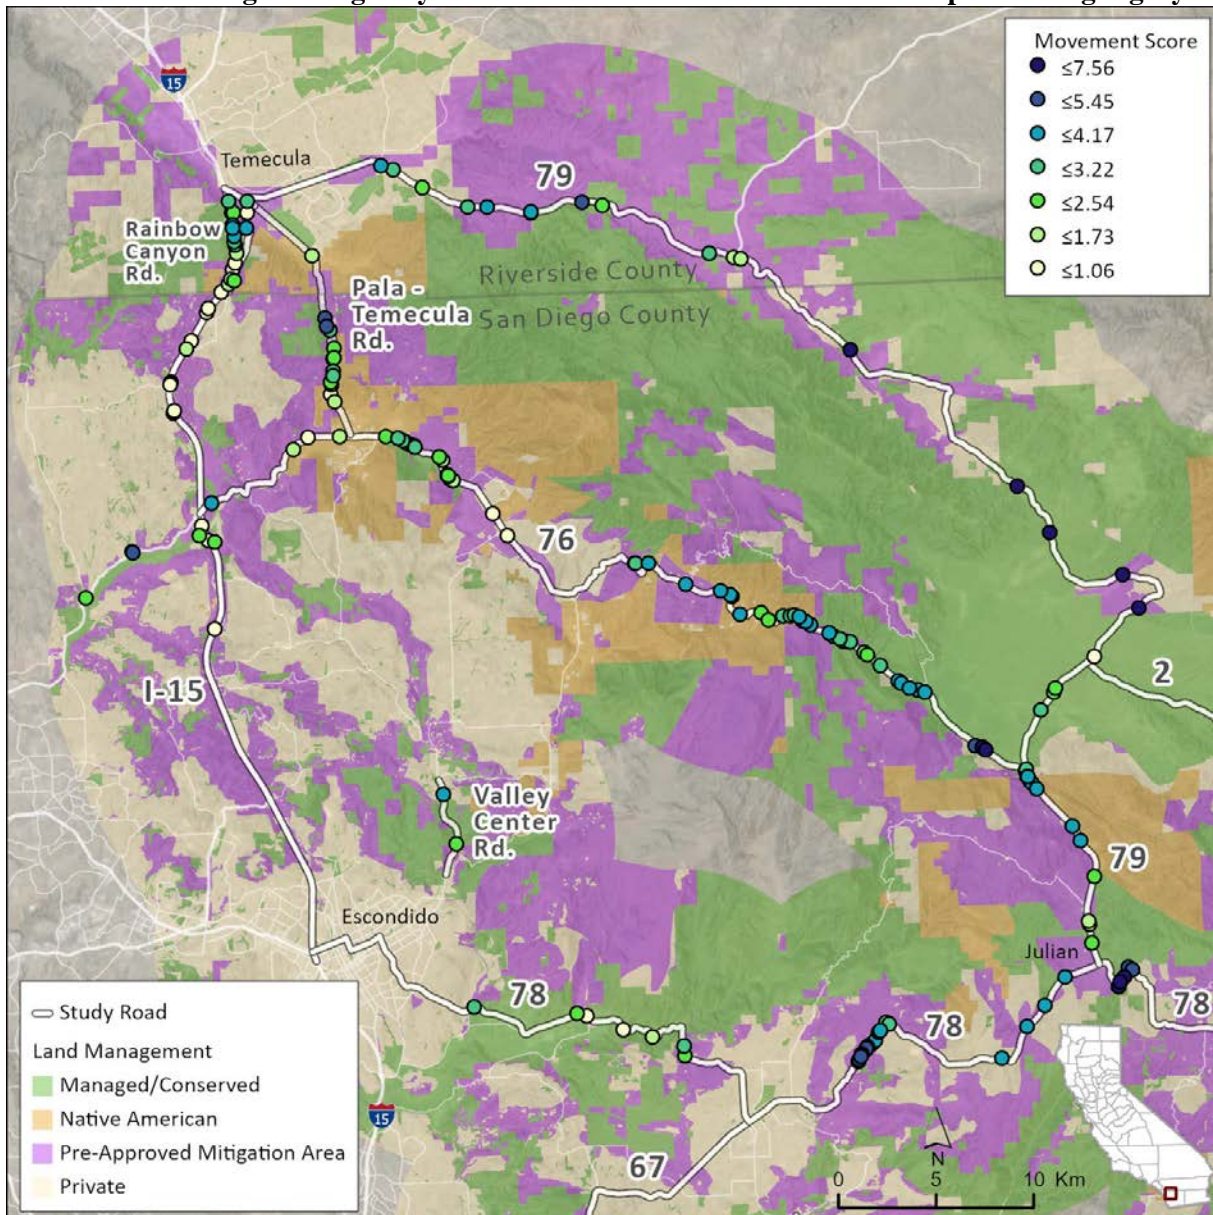 Movement Score
≤7.56
≤5.45
≤4.17
≤3.22
≤2.54
≤1.73
≤1.06
15
Temecula
79
Rainbow
Canyon
Rd.
Riverside County
San Diego County
Pala -
Temecula
Rd.
76
2
I-15
Valley
Center
Rd.
79
Escondido
Julian
78
78
78
Study Road
Land Management
Managed/Conserved
Native American
Pre-Approved Mitigation Area
Private
15
67
N
0 5 10 Km